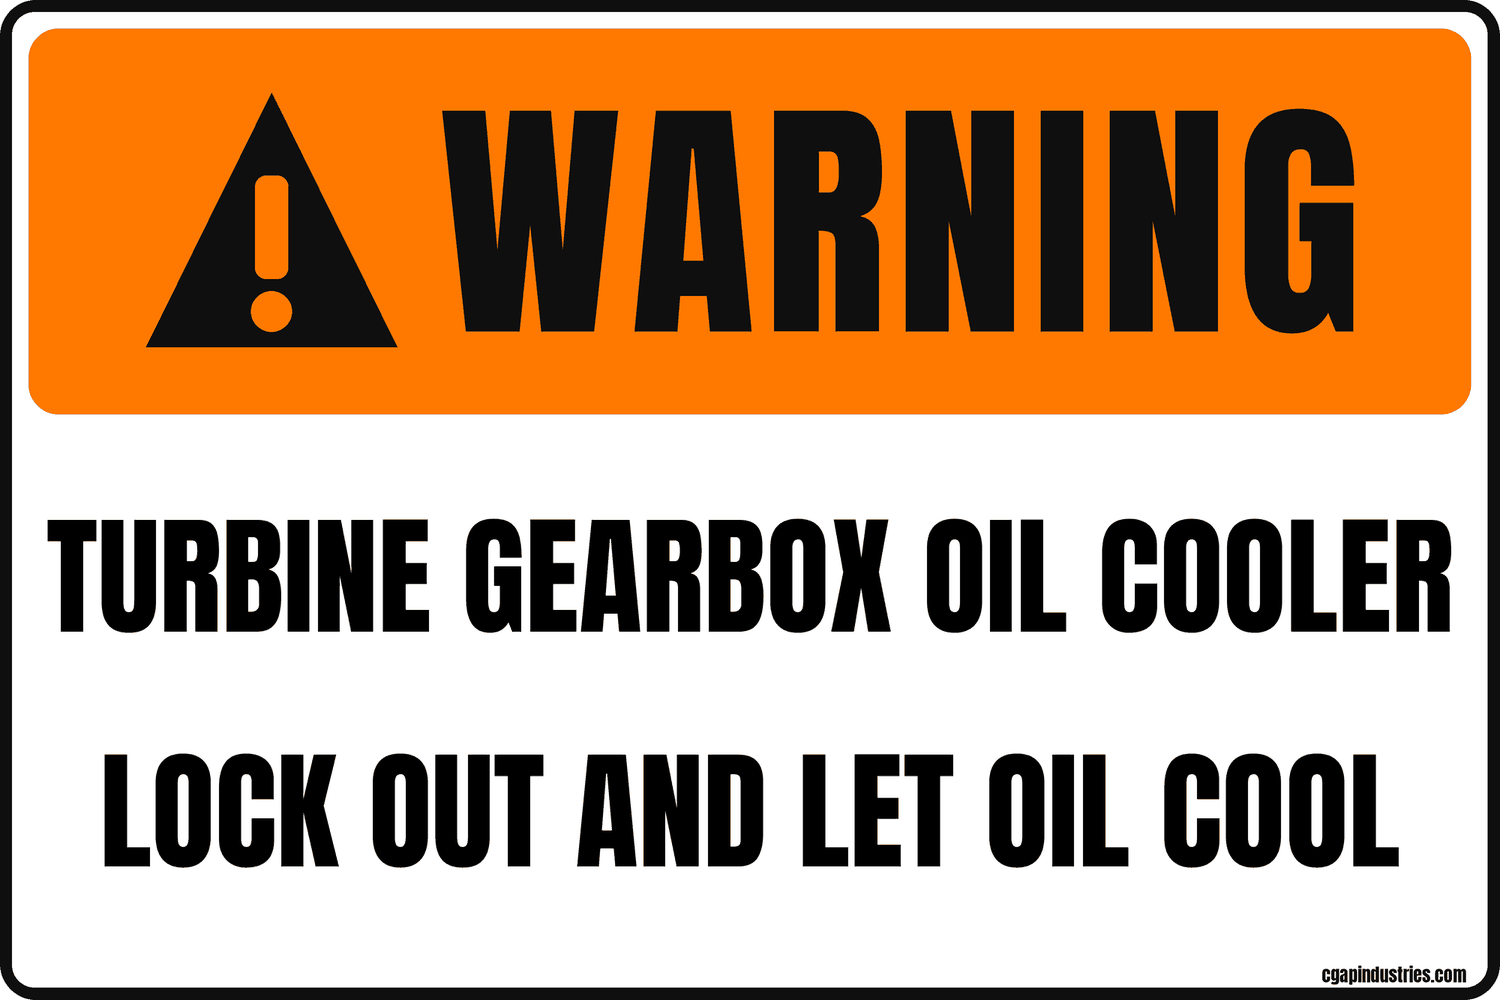 WARNING
TURBINE GEARBOX OIL COOLER
LOCK OUT AND LET OIL COOL
cgapindustries.com